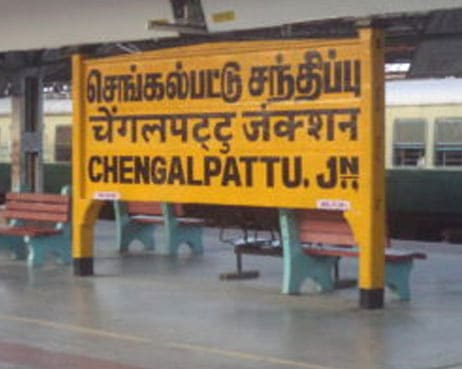 செங்கல்பட்டு சந்திப்பு
चेंगलपट्टु जंक्शन
CHENGALPATTU. JN